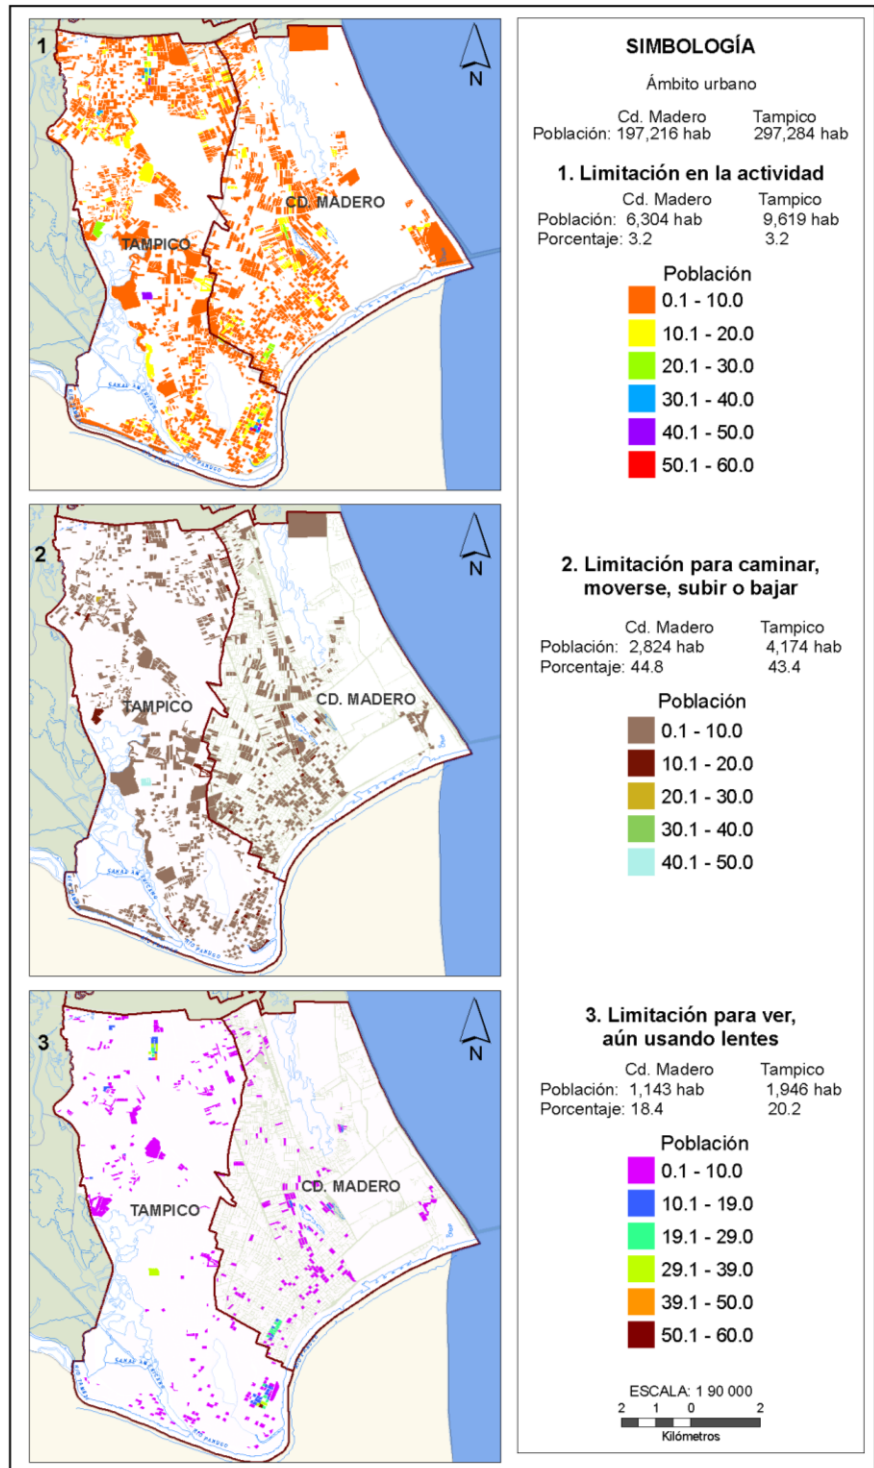 1
N
CD. MADERO
TAMPICO
RIO PANUCO
2
N
CD. MADERO
TAMPICO
RIO PANUCO
3
N
CD. MADERO
TAMPICO
SIMBOLOGÍA
Ámbito urbano
Cd. Madero Tampico
Población: 197,216 hab 297,284 hab
1. Limitación en la actividad
Cd. Madero Tampico
Población: 6,304 hab 9,619 hab
Porcentaje: 3.2 3.2
Población
0.1 - 10.0
10.1 - 20.0
20.1 - 30.0
30.1 - 40.0
40.1 - 50.0
50.1 - 60.0
2. Limitación para caminar,
moverse, subir o bajar
Cd. Madero Tampico
Población: 2,824 hab 4,174 hab
Porcentaje: 44.8 43.4
Población
0.1 - 10.0
10.1 - 20.0
20.1 - 30.0
30.1 - 40.0
40.1 - 50.0
3. Limitación para ver,
aún usando lentes
Cd. Madero Tampico
Población: 1,143 hab 1,946 hab
Porcentaje: 18.4 20.2
Población
0.1 - 10.0
10.1 - 19.0
19.1 - 29.0
29.1 - 39.0
39.1 - 50.0
50.1 - 60.0
ESCALA: 1 90 000
2 1 0 2
Kilómetros